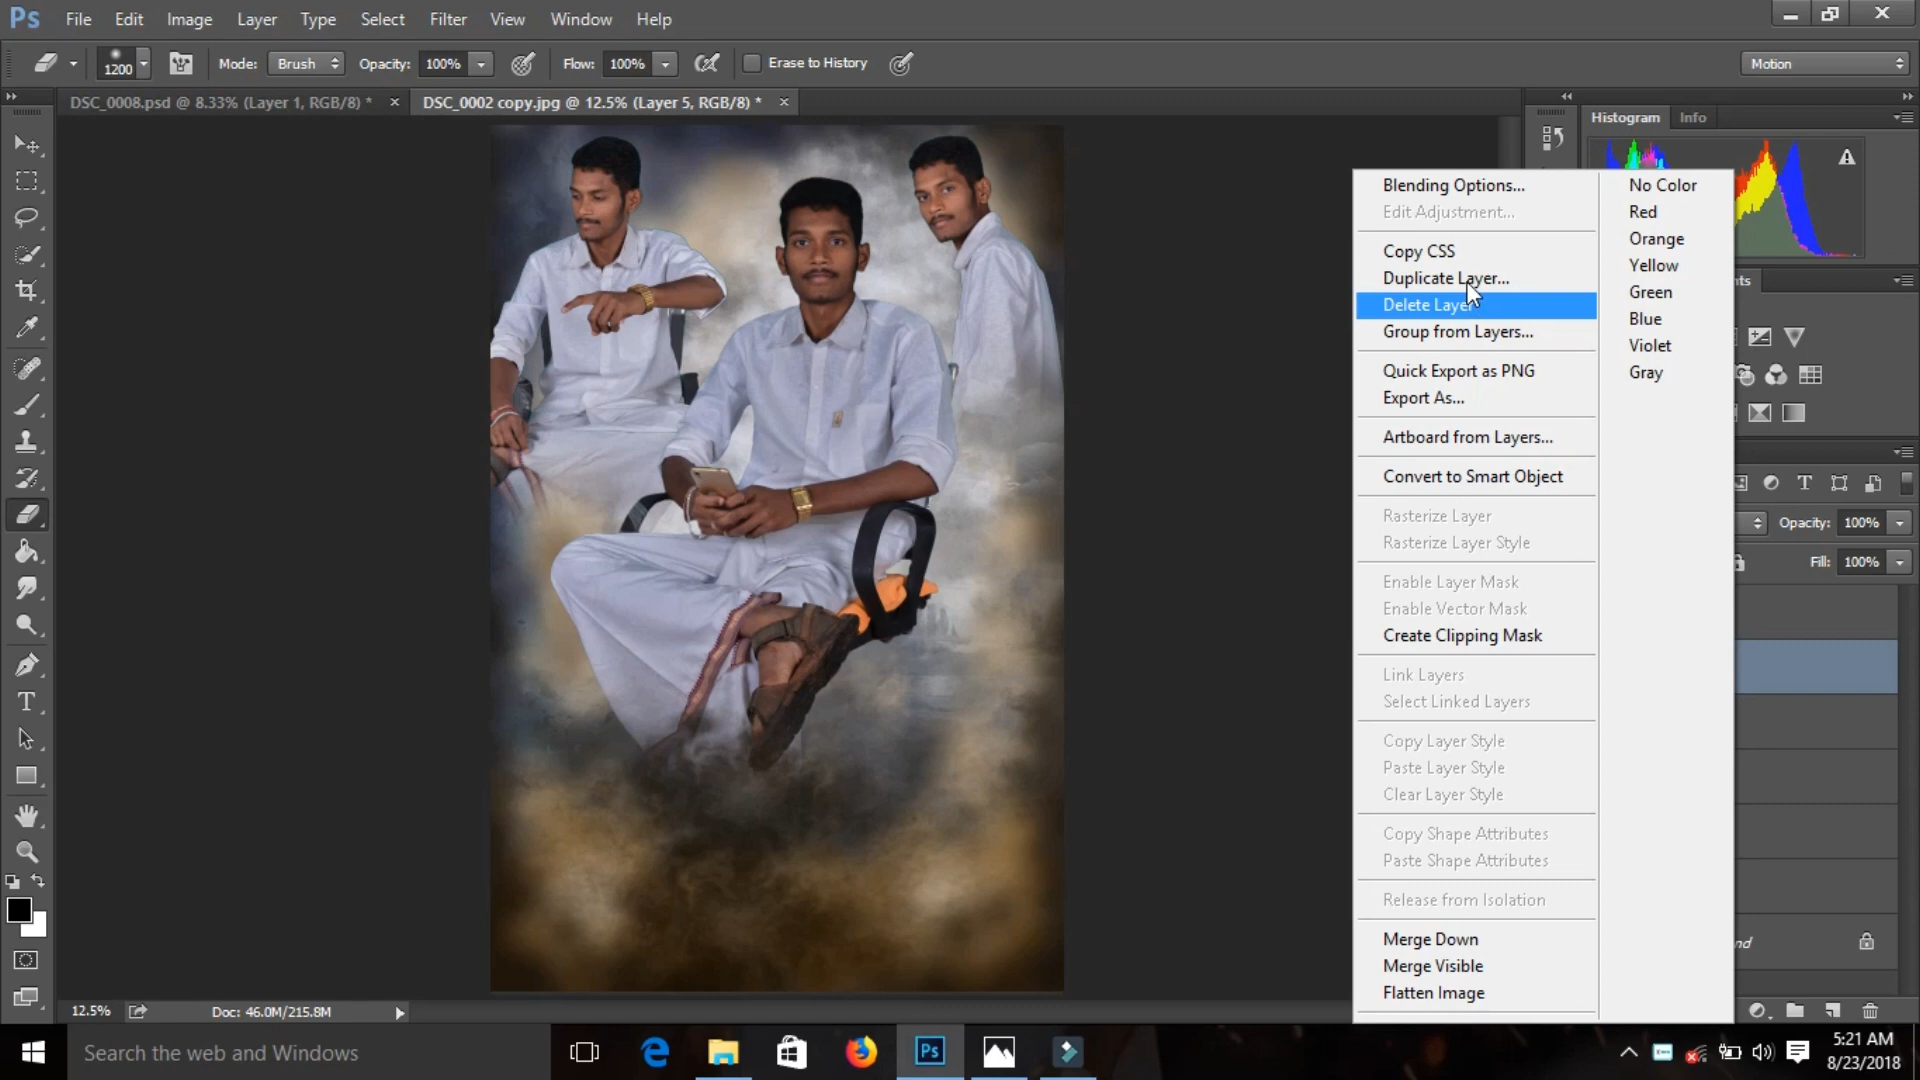 Ps File Edit Image Layer Type Select Filter View Window Help
1200 Mode: Brush Opacity: 100% Flow: 100% Erase to History Motion
DSC_0008.psd @ 8.33% (Layer 1, RGB/8) * × DSC_0002 copy.jpg @ 12.5% (Layer 5, RGB/8) * ×
Histogram Info
Blending Options... No Color
Edit Adjustment... Red
Orange
Copy CSS
Yellow
Duplicate Layer... nts
Green
Delete Layer
Blue
Group from Layers...
Violet
Quick Export as PNG Gray
Export As...
Artboard from Layers...
Convert to Smart Object
Rasterize Layer Opacity: 100%
Rasterize Layer Style
Fill: 100%
Enable Layer Mask
Enable Vector Mask
Create Clipping Mask
Link Layers
Select Linked Layers
Copy Layer Style
Paste Layer Style
Clear Layer Style
Copy Shape Attributes
Paste Shape Attributes
Release from Isolation
Merge Down nd
Merge Visible
Flatten Image
12.5% Doc: 46.0M/215.8M
Search the web and Windows Ps 5:21 AM
8/23/2018